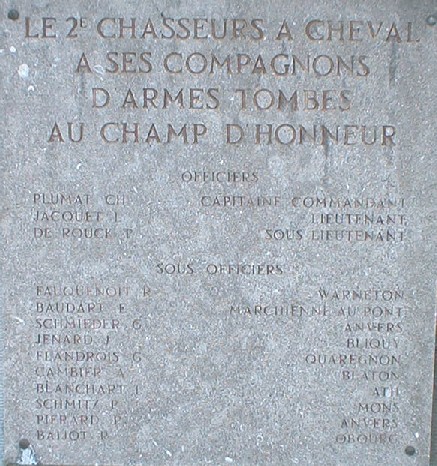 LE 2E CHASSEURS A CHEVAL
A SES COMPAGNONS
D'ARMES TOMBES
AU CHAMP D'HONNEUR
OFFICIERS
PLUMAT CH. CAPITAINE COMMANDANT
JACQUET L. LIEUTENANT
DE ROUCK P. SOUS LIEUTENANT
SOUS OFFICIERS
FAUQUENOIT R. WARNETON
BAUDART E. MARCHIENNE AU PONT
SCHMIEDER G. ANVERS
JENARD J. BLIQUY
FLANDROIS G. QUAREGNON
CAMBIER A. BLATON
BLANCHART ATH
SCHMITZ P. MONS
PIERARD P. ANVERS
BAIJOT R. OBOURG